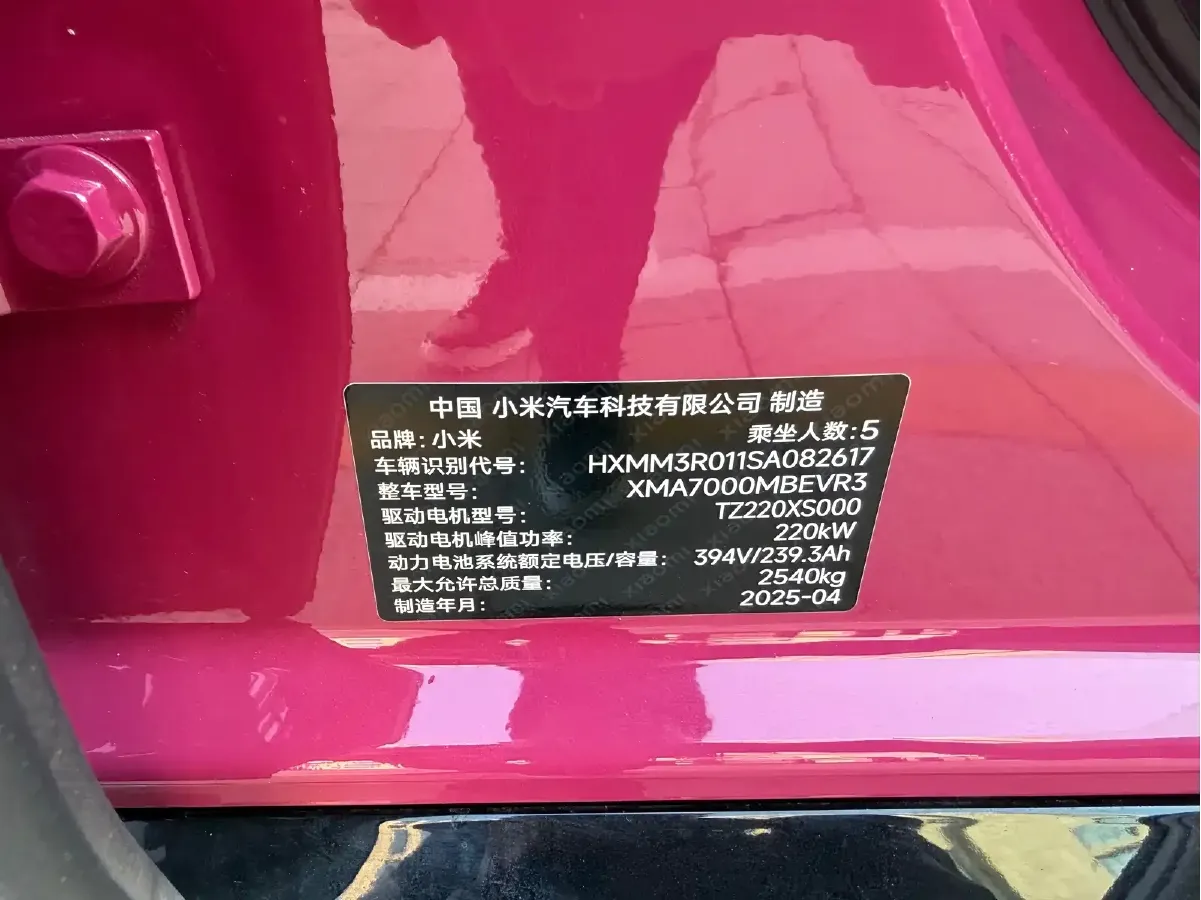 中国 小米汽车科技有限公司 制造
品牌: 小米 乘坐人数: 5
车辆识别代号: HXMM3R011SA082617
整车型号: XMA7000MBEVR3
驱动电机型号: TZ220XS000
驱动电机峰值功率: 220kW
动力电池系统额定电压/容量: 394V/239.3Ah
最大允许总质量: 2540kg
制造年月: 2025-04